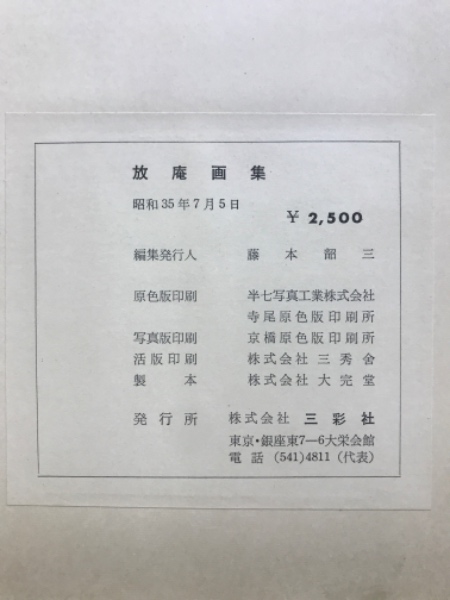 放庵画集
昭和35年7月5日
¥ 2,500
編集発行人 藤本韶三
原色版印刷 半七写真工業株式会社
寺尾原色版印刷所
写真版印刷 京橋原色版印刷所
活版印刷 株式会社三秀舎
製本 株式会社大完堂
発行所 株式会社 三彩社
東京・銀座東7―6大栄会館
電話 (541)4811 (代表)